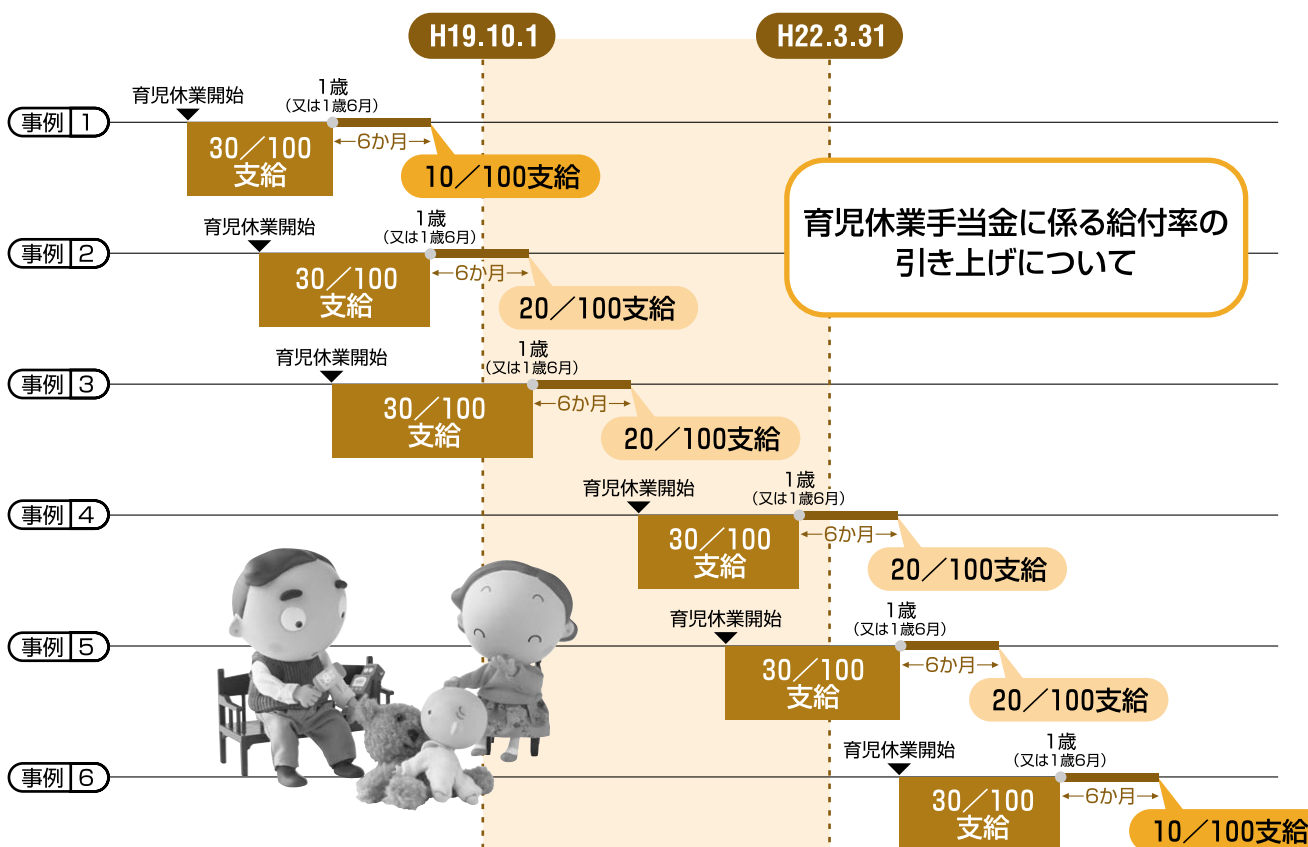 H19.10.1
H22.3.31
事例 1
育児休業開始
1歳
(又は1歳6月)
30／100
支給
6か月
10／100支給
育児休業手当金に係る給付率の
引き上げについて
事例 2
育児休業開始
1歳
(又は1歳6月)
30／100
支給
6か月
20／100支給
事例 3
育児休業開始
1歳
(又は1歳6月)
30／100
支給
6か月
20／100支給
事例 4
育児休業開始
1歳
(又は1歳6月)
30／100
支給
6か月
20／100支給
事例 5
育児休業開始
1歳
(又は1歳6月)
30／100
支給
6か月
20／100支給
事例 6
育児休業開始
1歳
(又は1歳6月)
30／100
支給
6か月
10／100支給